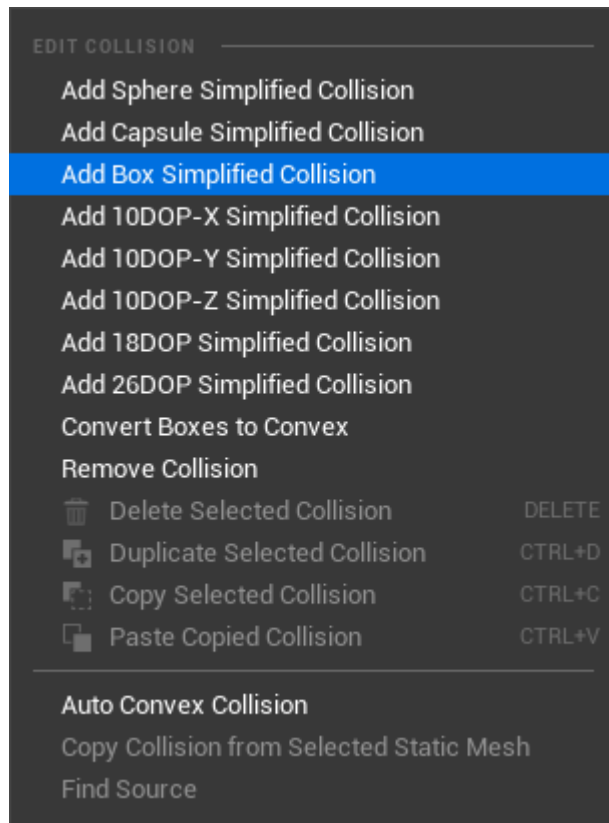 EDIT COLLISION
Add Sphere Simplified Collision
Add Capsule Simplified Collision
Add Box Simplified Collision
Add 10DOP-X Simplified Collision
Add 10DOP-Y Simplified Collision
Add 10DOP-Z Simplified Collision
Add 18DOP Simplified Collision
Add 26DOP Simplified Collision
Convert Boxes to Convex
Remove Collision
Delete Selected Collision DELETE
Duplicate Selected Collision CTRL+D
Copy Selected Collision CTRL+C
Paste Copied Collision CTRL+V
Auto Convex Collision
Copy Collision from Selected Static Mesh
Find Source